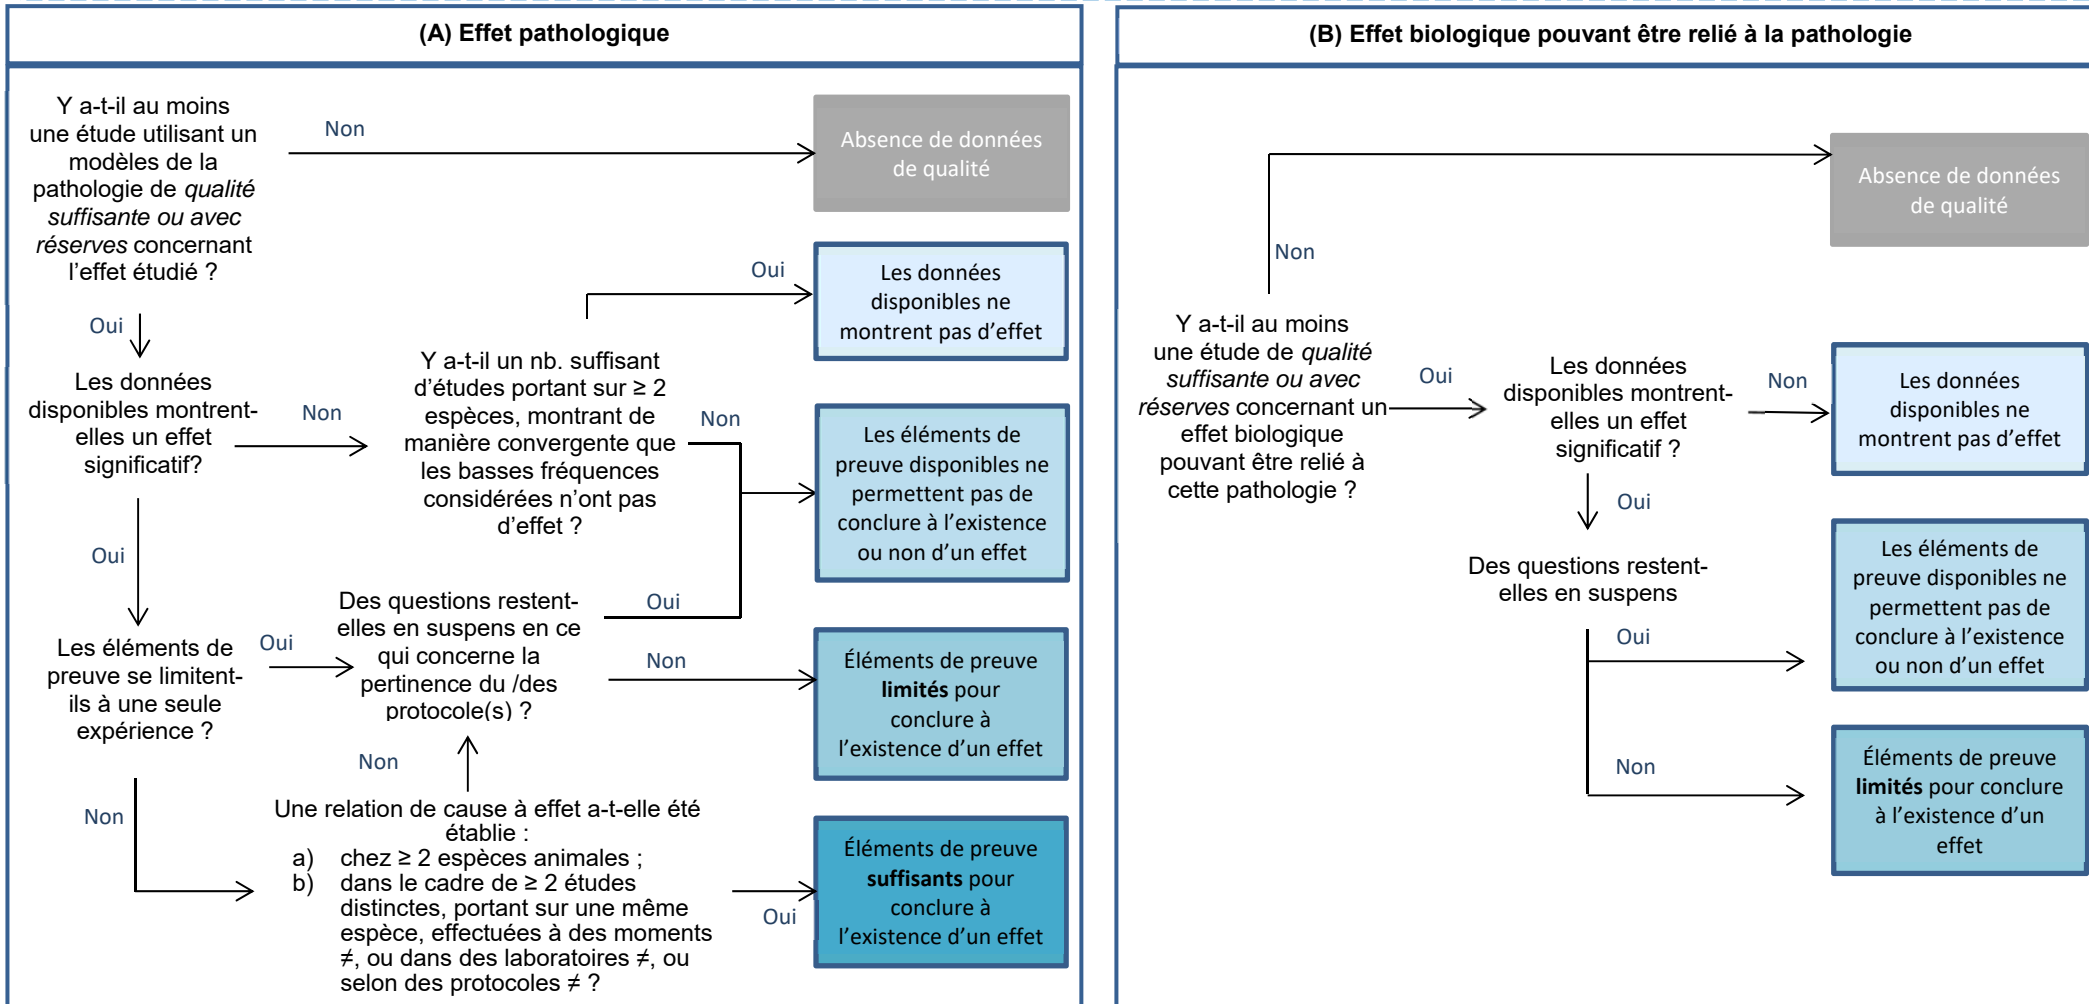 (A) Effet pathologique
Y a-t-il au moins
une étude utilisant un
modèles de la
pathologie de qualité
suffisante ou avec
réserves concernant
l'effet étudié ?
Non
Absence de données
de qualité
Oui
Les données
disponibles montrent-
elles un effet
significatif?
Non
Y a-t-il un nb. suffisant
d'études portant sur ≥ 2
espèces, montrant de
manière convergente que
les basses fréquences
considérées n'ont pas
d'effet ?
Oui
Les données
disponibles ne
montrent pas d'effet
Non
Les éléments de
preuve disponibles ne
permettent pas de
conclure à l'existence
ou non d'un effet
Oui
Les éléments de
preuve se limitent-
ils à une seule
expérience ?
Oui
Des questions restent-
elles en suspens en ce
qui concerne la
pertinence du /des
protocole(s) ?
Oui
Non
Éléments de preuve
limités pour
conclure à
l'existence d'un effet
Non
Non
Une relation de cause à effet a-t-elle été
établie :
a) chez ≥ 2 espèces animales ;
b) dans le cadre de ≥ 2 études
distinctes, portant sur une même
espèce, effectuées à des moments
≠, ou dans des laboratoires ≠, ou
selon des protocoles ≠ ?
Oui
Éléments de preuve
suffisants pour
conclure à
l'existence d'un effet
(B) Effet biologique pouvant être relié à la pathologie
Absence de données
de qualité
Non
Y a-t-il au moins
une étude de qualité
suffisante ou avec
réserves concernant un
effet biologique
pouvant être relié à
cette pathologie ?
Oui
Les données
disponibles montrent-
elles un effet
significatif ?
Non
Les données
disponibles ne
montrent pas d'effet
Oui
Des questions restent-
elles en suspens
Oui
Les éléments de
preuve disponibles ne
permettent pas de
conclure à l'existence
ou non d'un effet
Non
Éléments de preuve
limités pour conclure
à l'existence d'un
effet